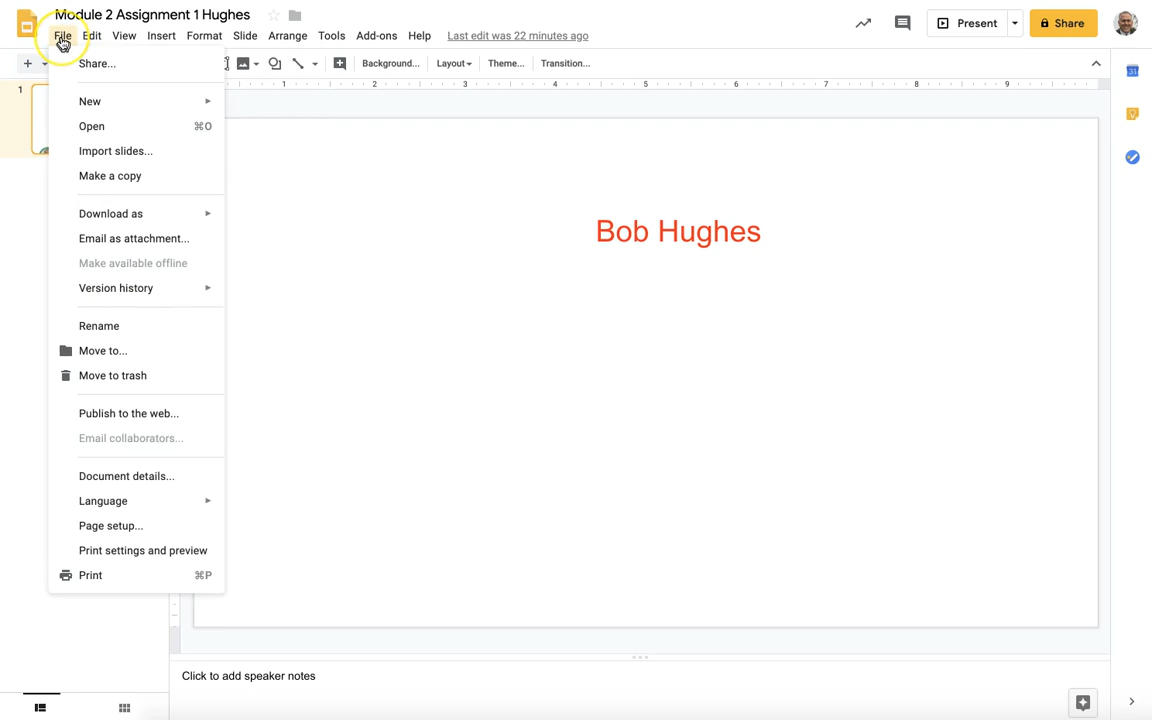 Module 2 Assignment 1 Hughes
File Edit View Insert Format Slide Arrange Tools Add-ons Help Last edit was 22 minutes ago
Present
Share
Background... Layout Theme... Transition...
31
1 2 3 4 5 6 7 8 9
1
Share...
New
Open ⌘O
Import slides...
Make a copy
Download as
Email as attachment...
Make available offline
Version history
Rename
Move to...
Move to trash
Publish to the web...
Email collaborators...
Document details...
Language
Page setup...
Print settings and preview
Print ⌘P
Bob Hughes
Click to add speaker notes